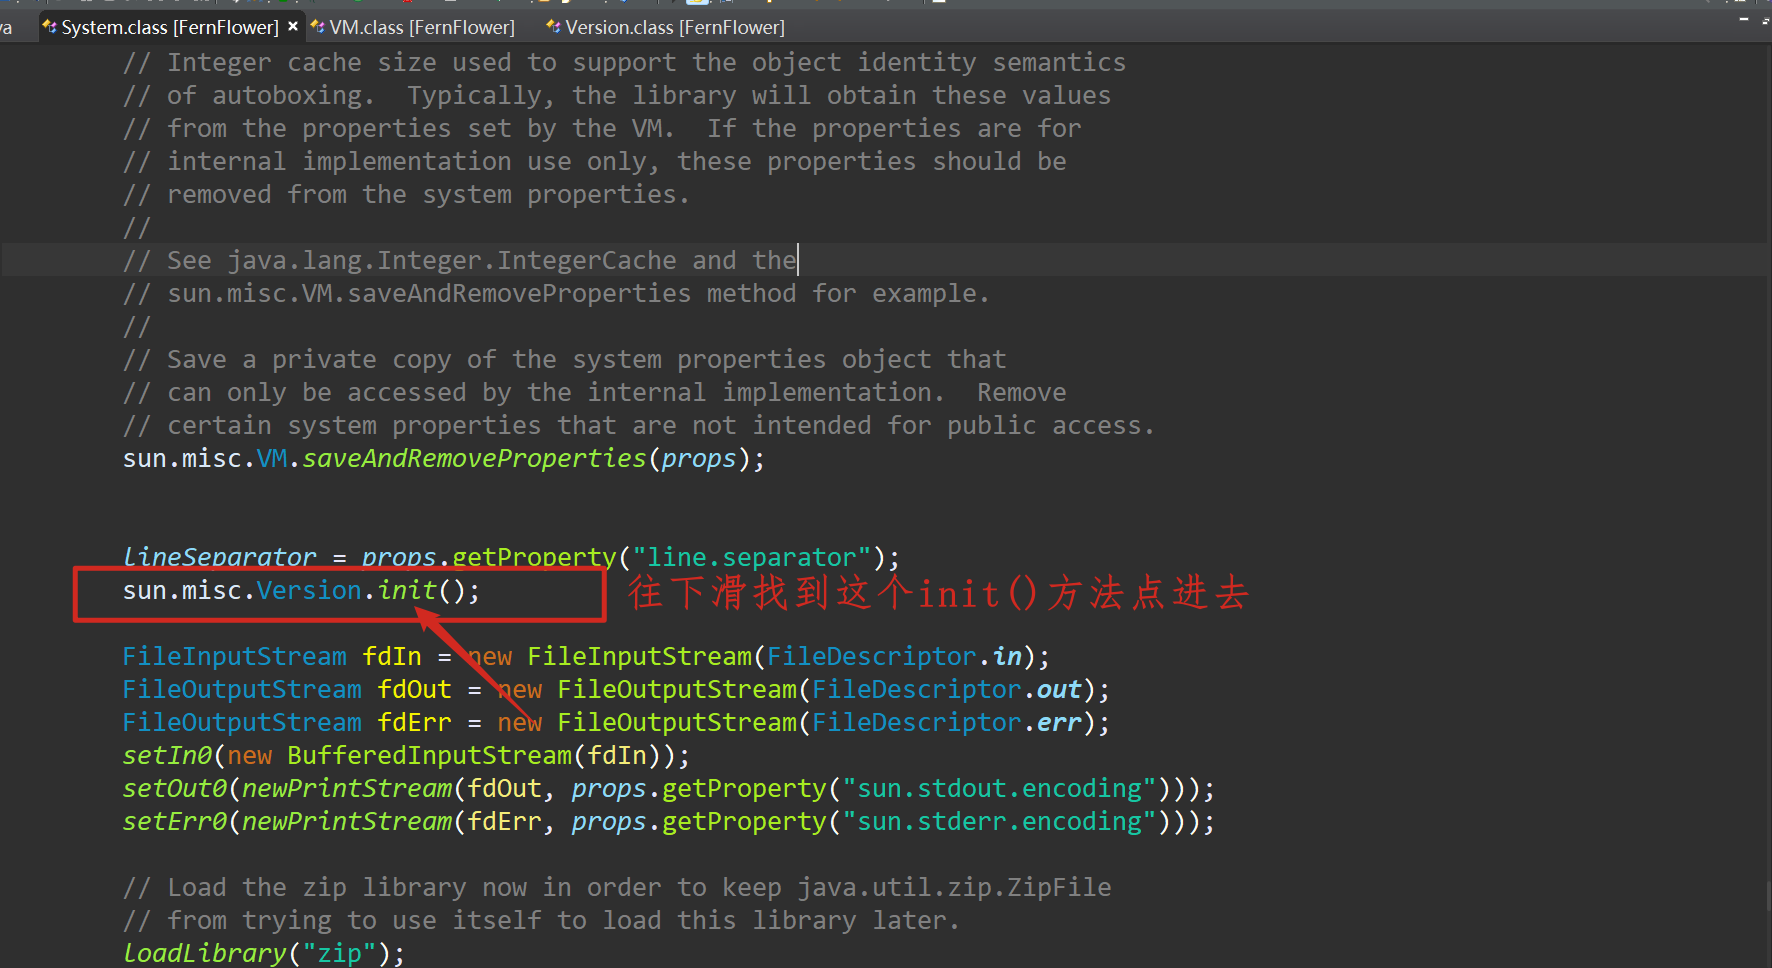 va System.class [FernFlower] × VM.class [FernFlower] Version.class [FernFlower]
// Integer cache size used to support the object identity semantics
// of autoboxing.  Typically, the library will obtain these values
// from the properties set by the VM.  If the properties are for
// internal implementation use only, these properties should be
// removed from the system properties.
//
// See java.lang.Integer.IntegerCache and the
// sun.misc.VM.saveAndRemoveProperties method for example.
//
// Save a private copy of the system properties object that
// can only be accessed by the internal implementation.  Remove
// certain system properties that are not intended for public access.
sun.misc.VM.saveAndRemoveProperties(props);
lineSeparator = props.getProperty("line.separator");
sun.misc.Version.init(); 往下滑找到这个init()方法点进去
FileInputStream fdIn = new FileInputStream(FileDescriptor.in);
FileOutputStream fdOut = new FileOutputStream(FileDescriptor.out);
FileOutputStream fdErr = new FileOutputStream(FileDescriptor.err);
setIn0(new BufferedInputStream(fdIn));
setOut0(newPrintStream(fdOut, props.getProperty("sun.stdout.encoding")));
setErr0(newPrintStream(fdErr, props.getProperty("sun.stderr.encoding")));
// Load the zip library now in order to keep java.util.zip.ZipFile
// from trying to use itself to load this library later.
loadLibrary("zip");